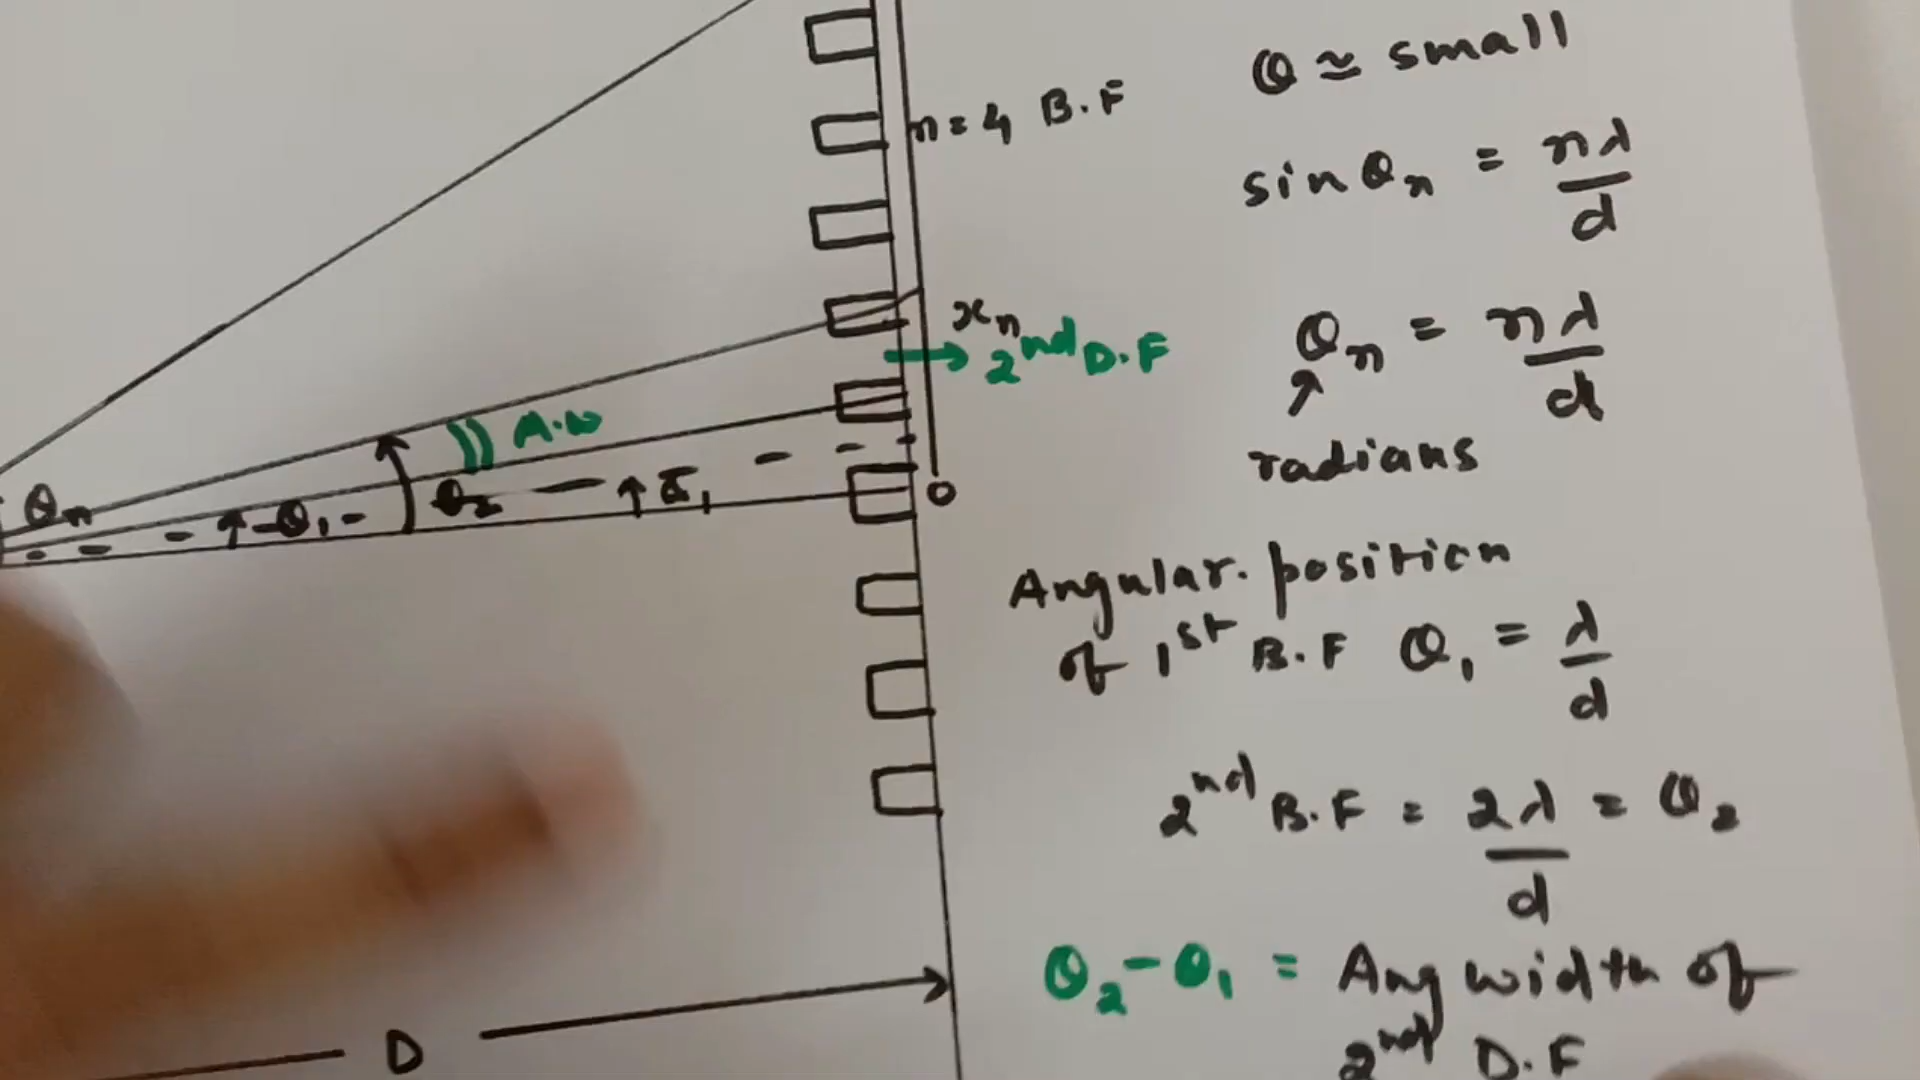 θ ≃ small
n = 4 B.F
sin θn = nλ/d
xn
2nd D.F
θn = nλ/d
radians
A.W
θ2
θn
θ1
O
Angular. position
of 1st B.F θ1 = λ/d
2nd B.F = 2λ/d = θ2
θ2 - θ1 = Ang width of
2nd D.F
D